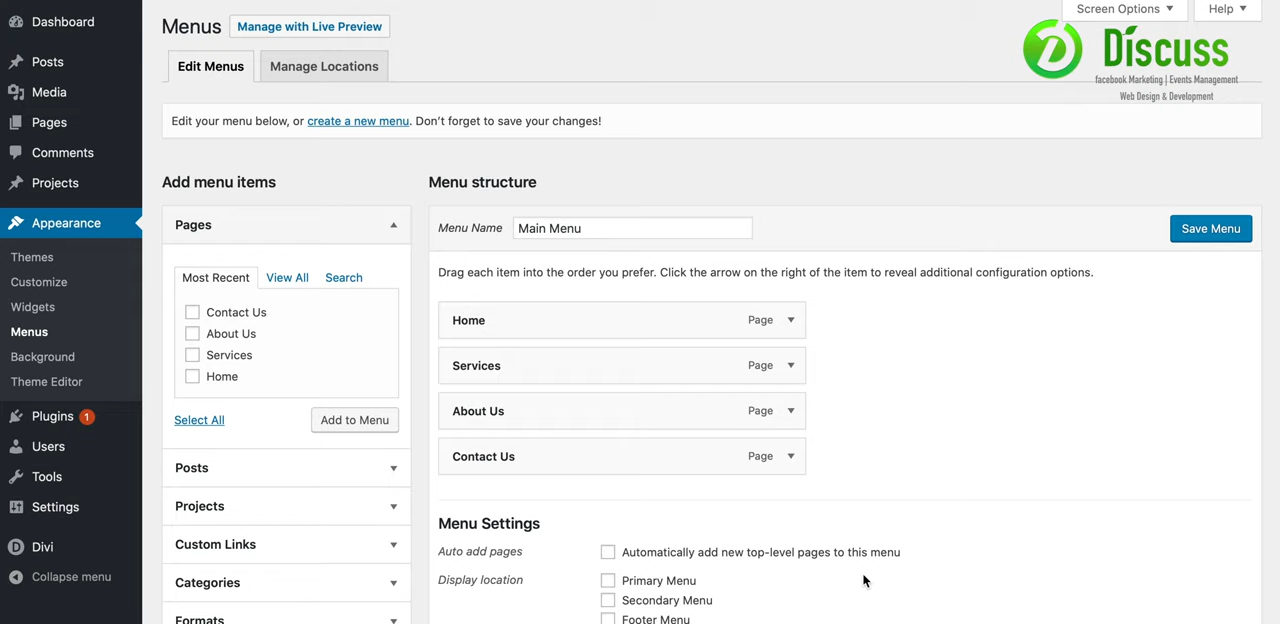 Dashboard
Posts
Media
Pages
Comments
Projects
Appearance
Themes
Customize
Widgets
Menus
Background
Theme Editor
Plugins 1
Users
Tools
Settings
Divi
Collapse menu
Screen Options
Help
Menus
Manage with Live Preview
Discuss
facebook Marketing | Events Management
Web Design & Development
Edit Menus
Manage Locations
Edit your menu below, or create a new menu. Don’t forget to save your changes!
Add menu items
Pages
Most Recent
View All
Search
Contact Us
About Us
Services
Home
Select All
Add to Menu
Posts
Projects
Custom Links
Categories
Formats
Menu structure
Menu Name
Main Menu
Save Menu
Drag each item into the order you prefer. Click the arrow on the right of the item to reveal additional configuration options.
Home Page
Services Page
About Us Page
Contact Us Page
Menu Settings
Auto add pages
Automatically add new top-level pages to this menu
Display location
Primary Menu
Secondary Menu
Footer Menu